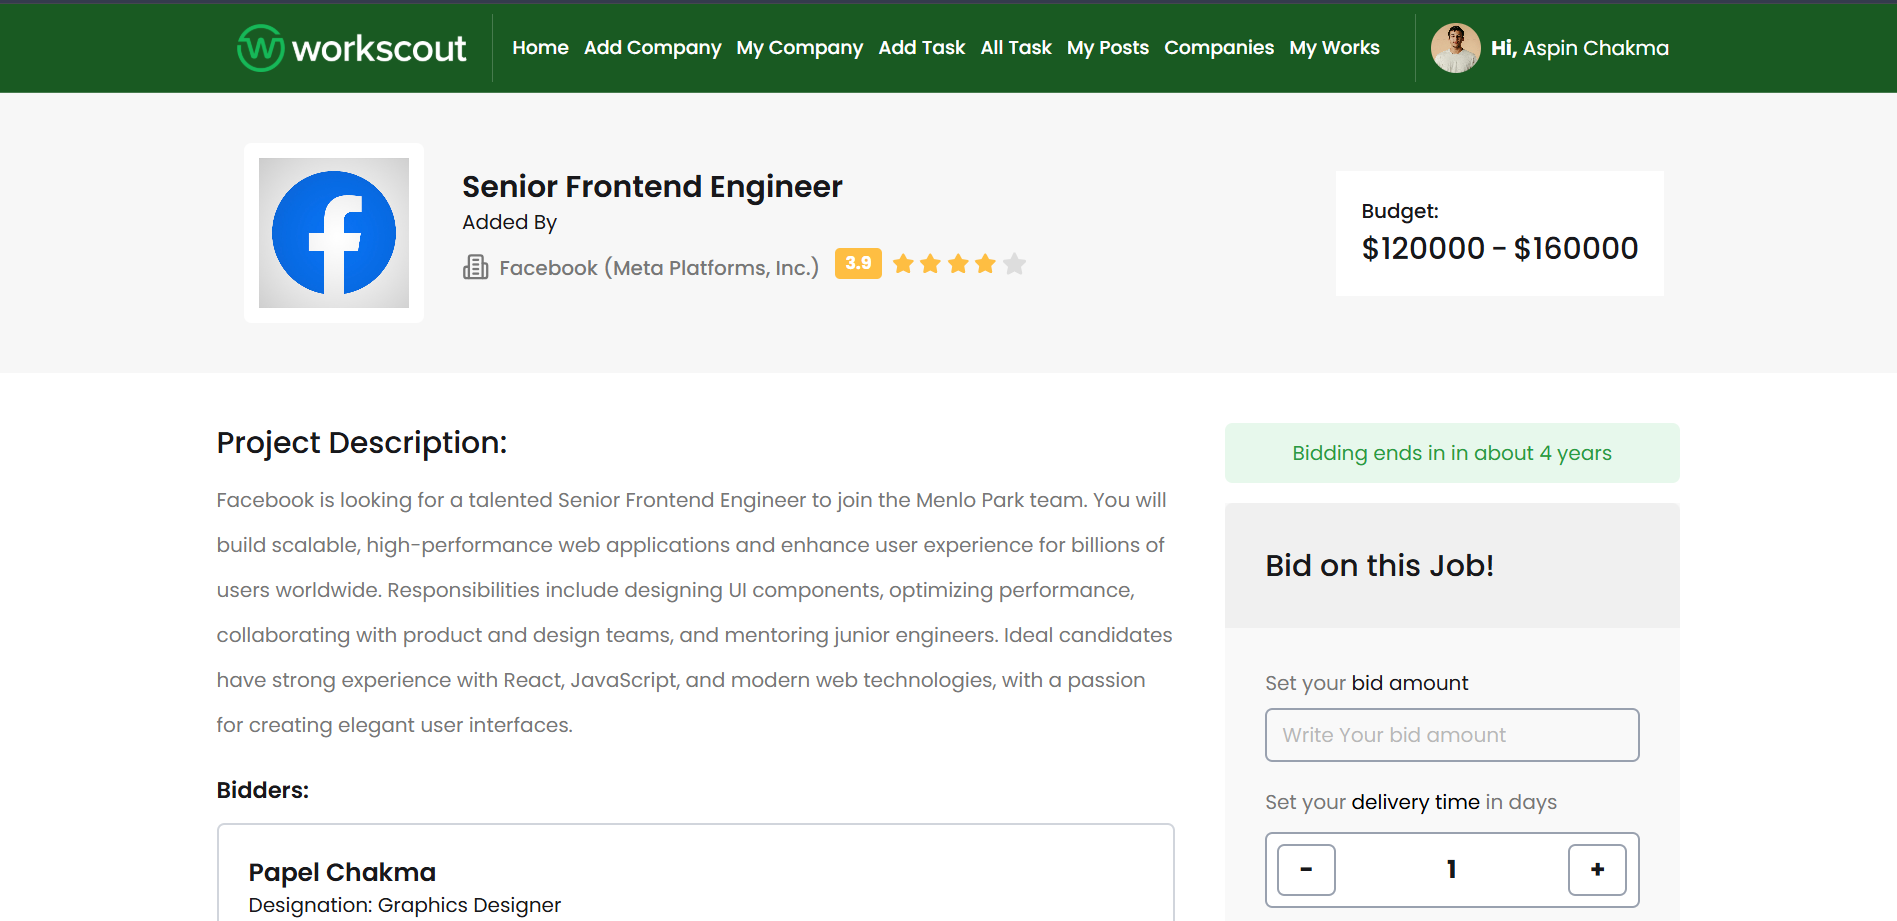 workscout
Home Add Company My Company Add Task All Task My Posts Companies My Works
Hi, Aspin Chakma
Senior Frontend Engineer
Added By
Facebook (Meta Platforms, Inc.) 3.9
Budget:
$120000 - $160000
Project Description:
Facebook is looking for a talented Senior Frontend Engineer to join the Menlo Park team. You will
build scalable, high-performance web applications and enhance user experience for billions of
users worldwide. Responsibilities include designing UI components, optimizing performance,
collaborating with product and design teams, and mentoring junior engineers. Ideal candidates
have strong experience with React, JavaScript, and modern web technologies, with a passion
for creating elegant user interfaces.
Bidders:
Papel Chakma
Designation: Graphics Designer
Bidding ends in in about 4 years
Bid on this Job!
Set your bid amount
Write Your bid amount
Set your delivery time in days
- 1 +